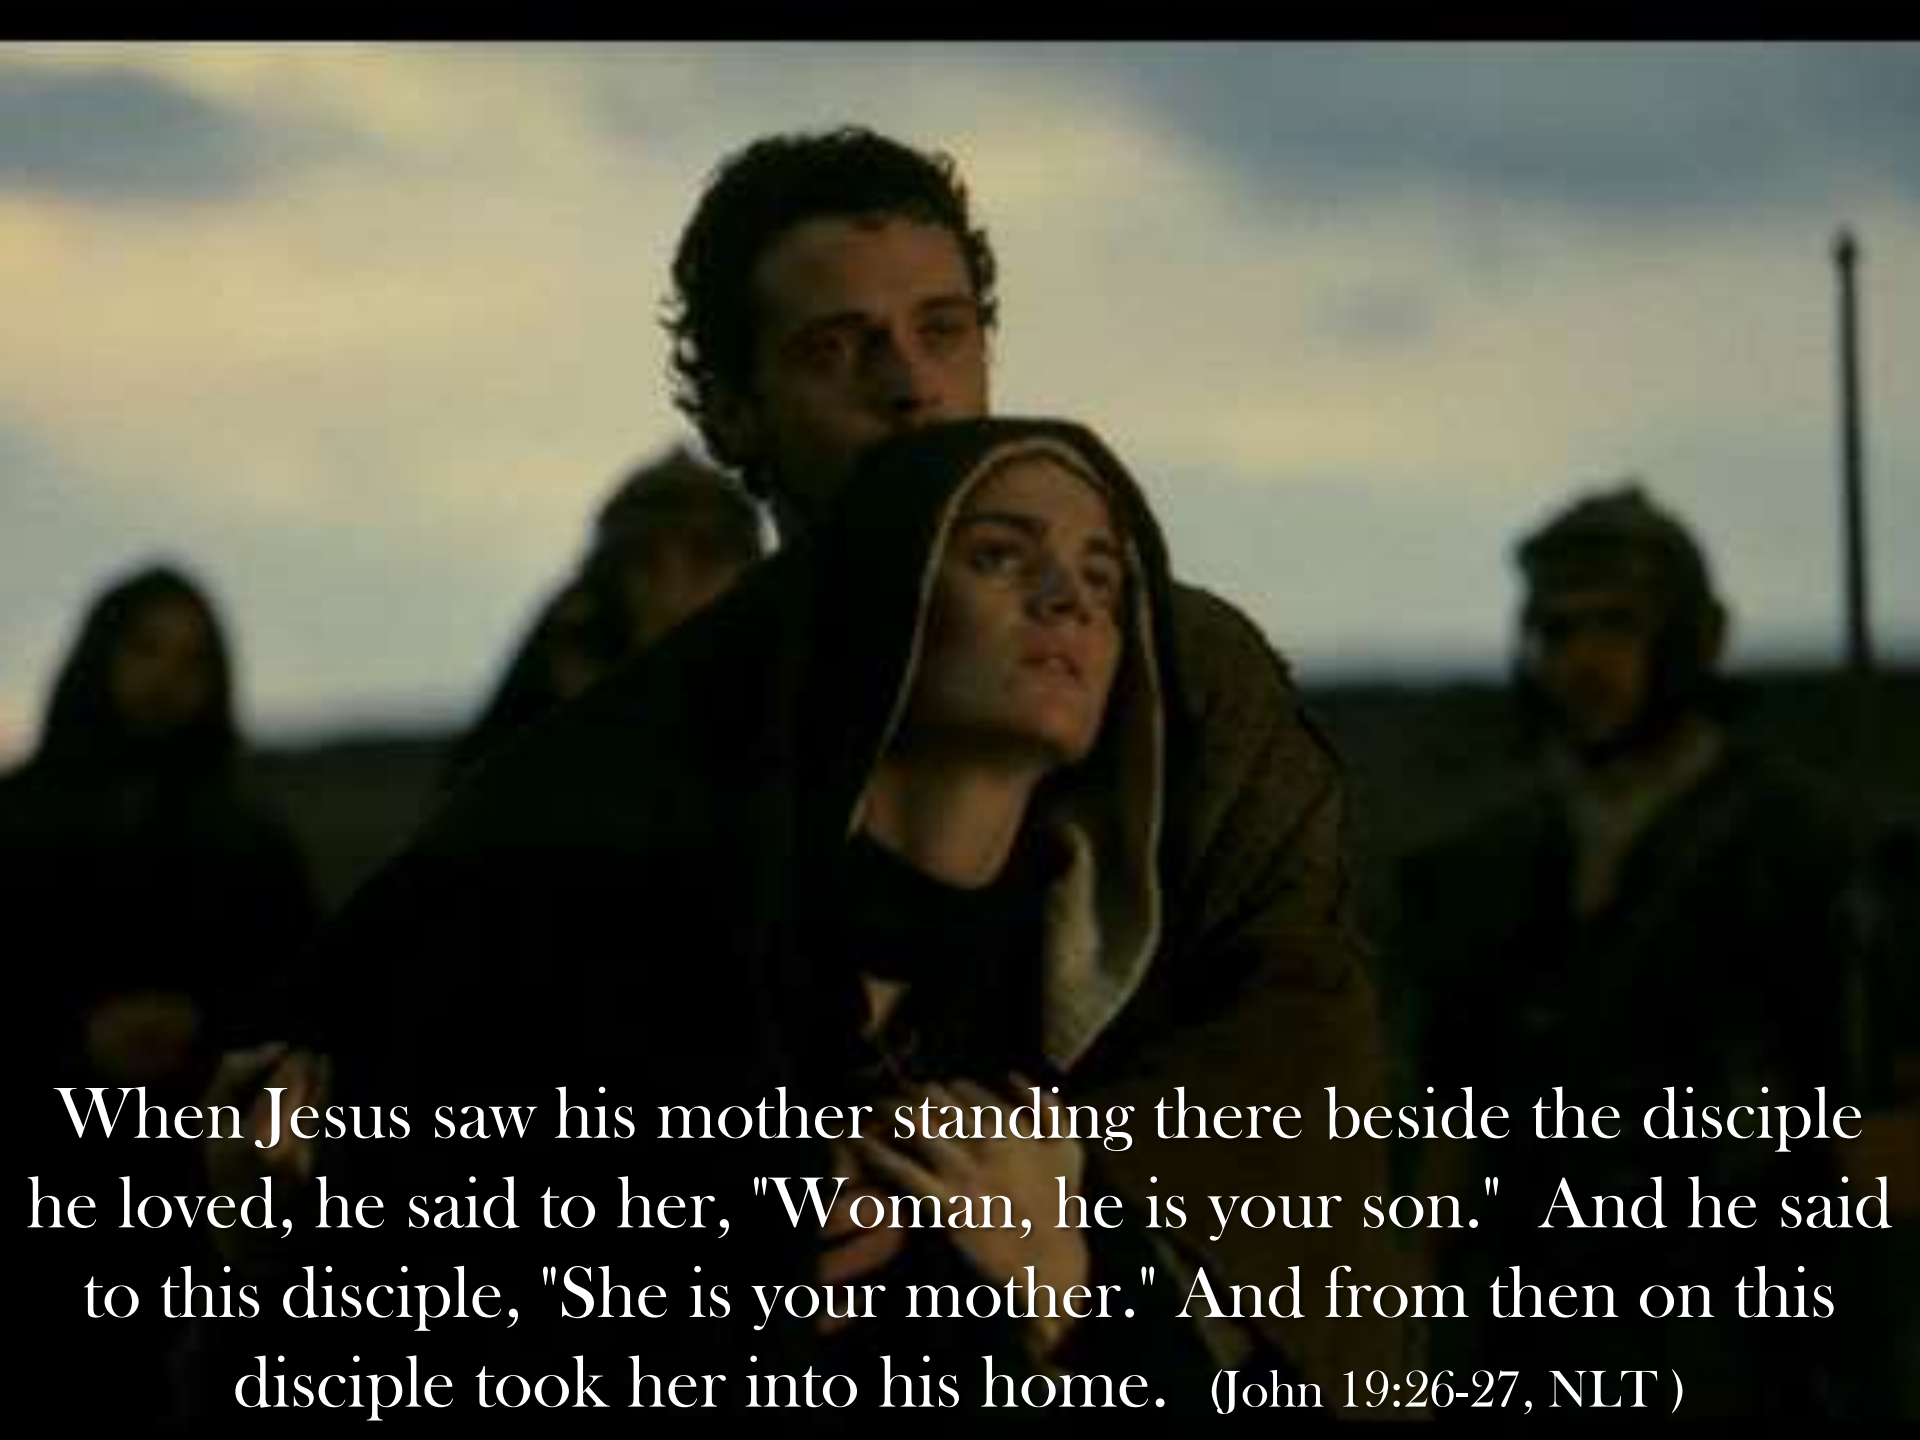 When Jesus saw his mother standing there beside the disciple
he loved, he said to her, "Woman, he is your son."  And he said
to this disciple, "She is your mother." And from then on this
disciple took her into his home.  (John 19:26-27, NLT )